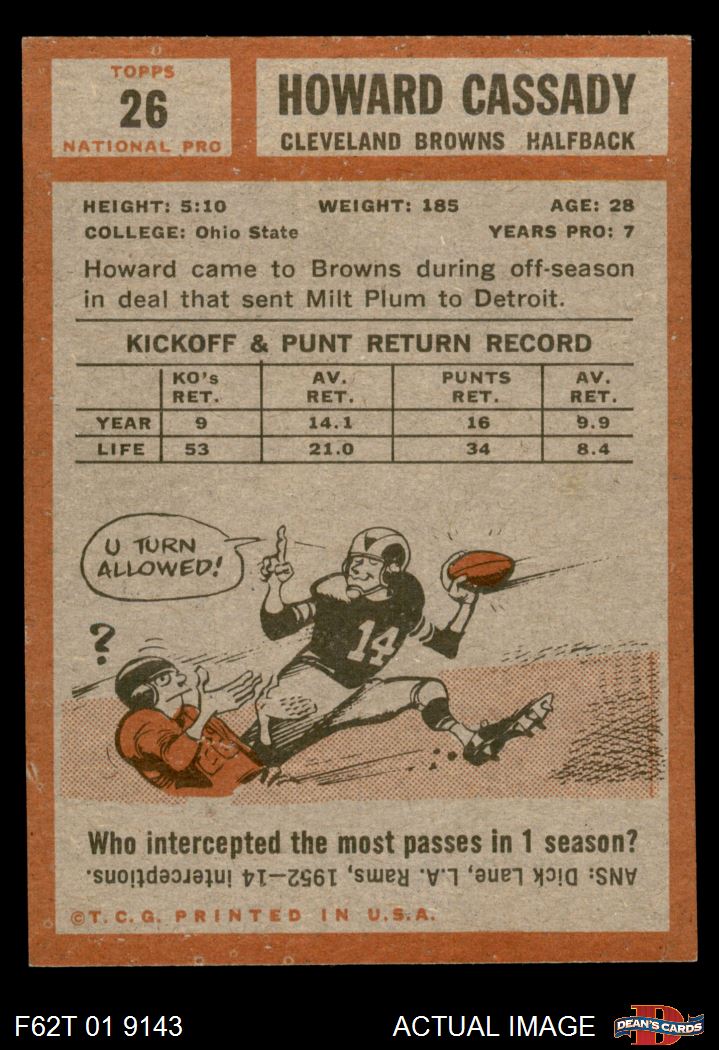 TOPPS
26
NATIONAL PRO
HOWARD CASSADY
CLEVELAND BROWNS HALFBACK
HEIGHT: 5:10 WEIGHT: 185 AGE: 28
COLLEGE: Ohio State YEARS PRO: 7
Howard came to Browns during off-season
in deal that sent Milt Plum to Detroit.
KICKOFF & PUNT RETURN RECORD
KO's RET. AV. RET. PUNTS RET. AV. RET.
YEAR 9 14.1 16 9.9
LIFE 53 21.0 34 8.4
U TURN
ALLOWED!
?
14
Who intercepted the most passes in 1 season?
ANS: Dick Lane, L.A. Rams, 1952—14 interceptions.
©T.C.G. PRINTED IN U.S.A.
F62T 01 9143 ACTUAL IMAGE D DEAN'S CARDS